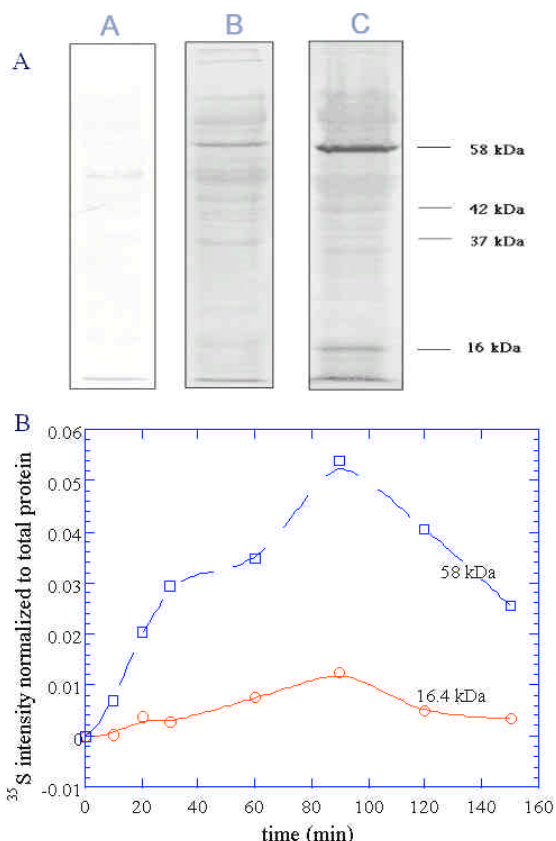 A B C
A
58 kDa
42 kDa
37 kDa
16 kDa
B
³⁵S intensity normalized to total protein
0.06
0.05
0.04
0.03
0.02
0.01
0
-0.01
58 kDa
16.4 kDa
0 20 40 60 80 100 120 140 160
time (min)